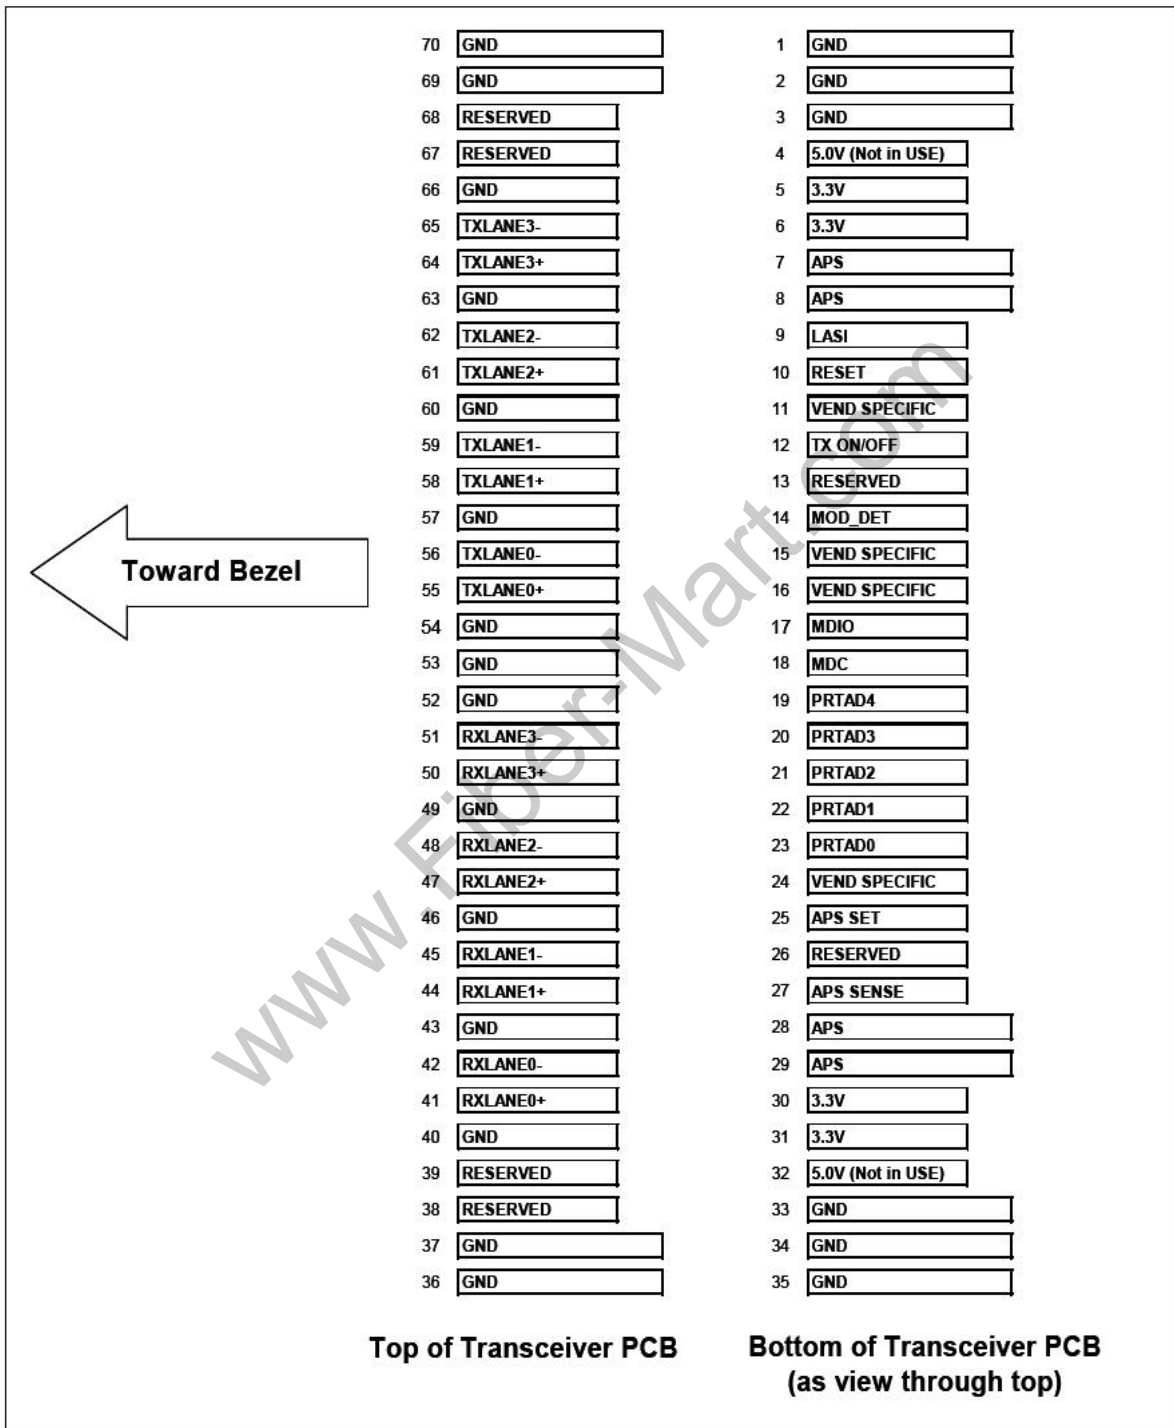 70 GND 1 GND
69 GND 2 GND
68 RESERVED 3 GND
67 RESERVED 4 5.0V (Not in USE)
66 GND 5 3.3V
65 TXLANE3- 6 3.3V
64 TXLANE3+ 7 APS
63 GND 8 APS
62 TXLANE2- 9 LASI
61 TXLANE2+ 10 RESET
60 GND 11 VEND SPECIFIC
59 TXLANE1- 12 TX ON/OFF
58 TXLANE1+ 13 RESERVED
57 GND 14 MOD_DET
56 TXLANE0- 15 VEND SPECIFIC
Toward Bezel
55 TXLANE0+ 16 VEND SPECIFIC
54 GND 17 MDIO
53 GND 18 MDC
52 GND 19 PRTAD4
51 RXLANE3- 20 PRTAD3
50 RXLANE3+ 21 PRTAD2
49 GND 22 PRTAD1
48 RXLANE2- 23 PRTAD0
47 RXLANE2+ 24 VEND SPECIFIC
46 GND 25 APS SET
45 RXLANE1- 26 RESERVED
44 RXLANE1+ 27 APS SENSE
43 GND 28 APS
42 RXLANE0- 29 APS
41 RXLANE0+ 30 3.3V
40 GND 31 3.3V
39 RESERVED 32 5.0V (Not in USE)
38 RESERVED 33 GND
37 GND 34 GND
36 GND 35 GND
Top of Transceiver PCB
Bottom of Transceiver PCB
(as view through top)
www.Fiber-Mart.com